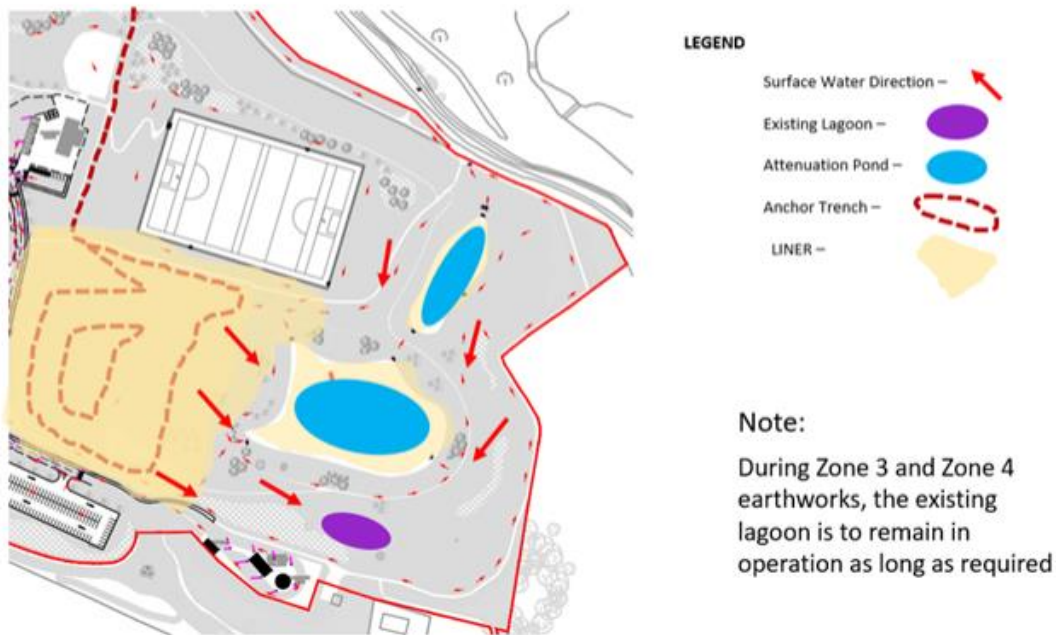 LEGEND
Surface Water Direction –
Existing Lagoon –
Attenuation Pond –
Anchor Trench –
LINER –
Note:
During Zone 3 and Zone 4
earthworks, the existing
lagoon is to remain in
operation as long as required